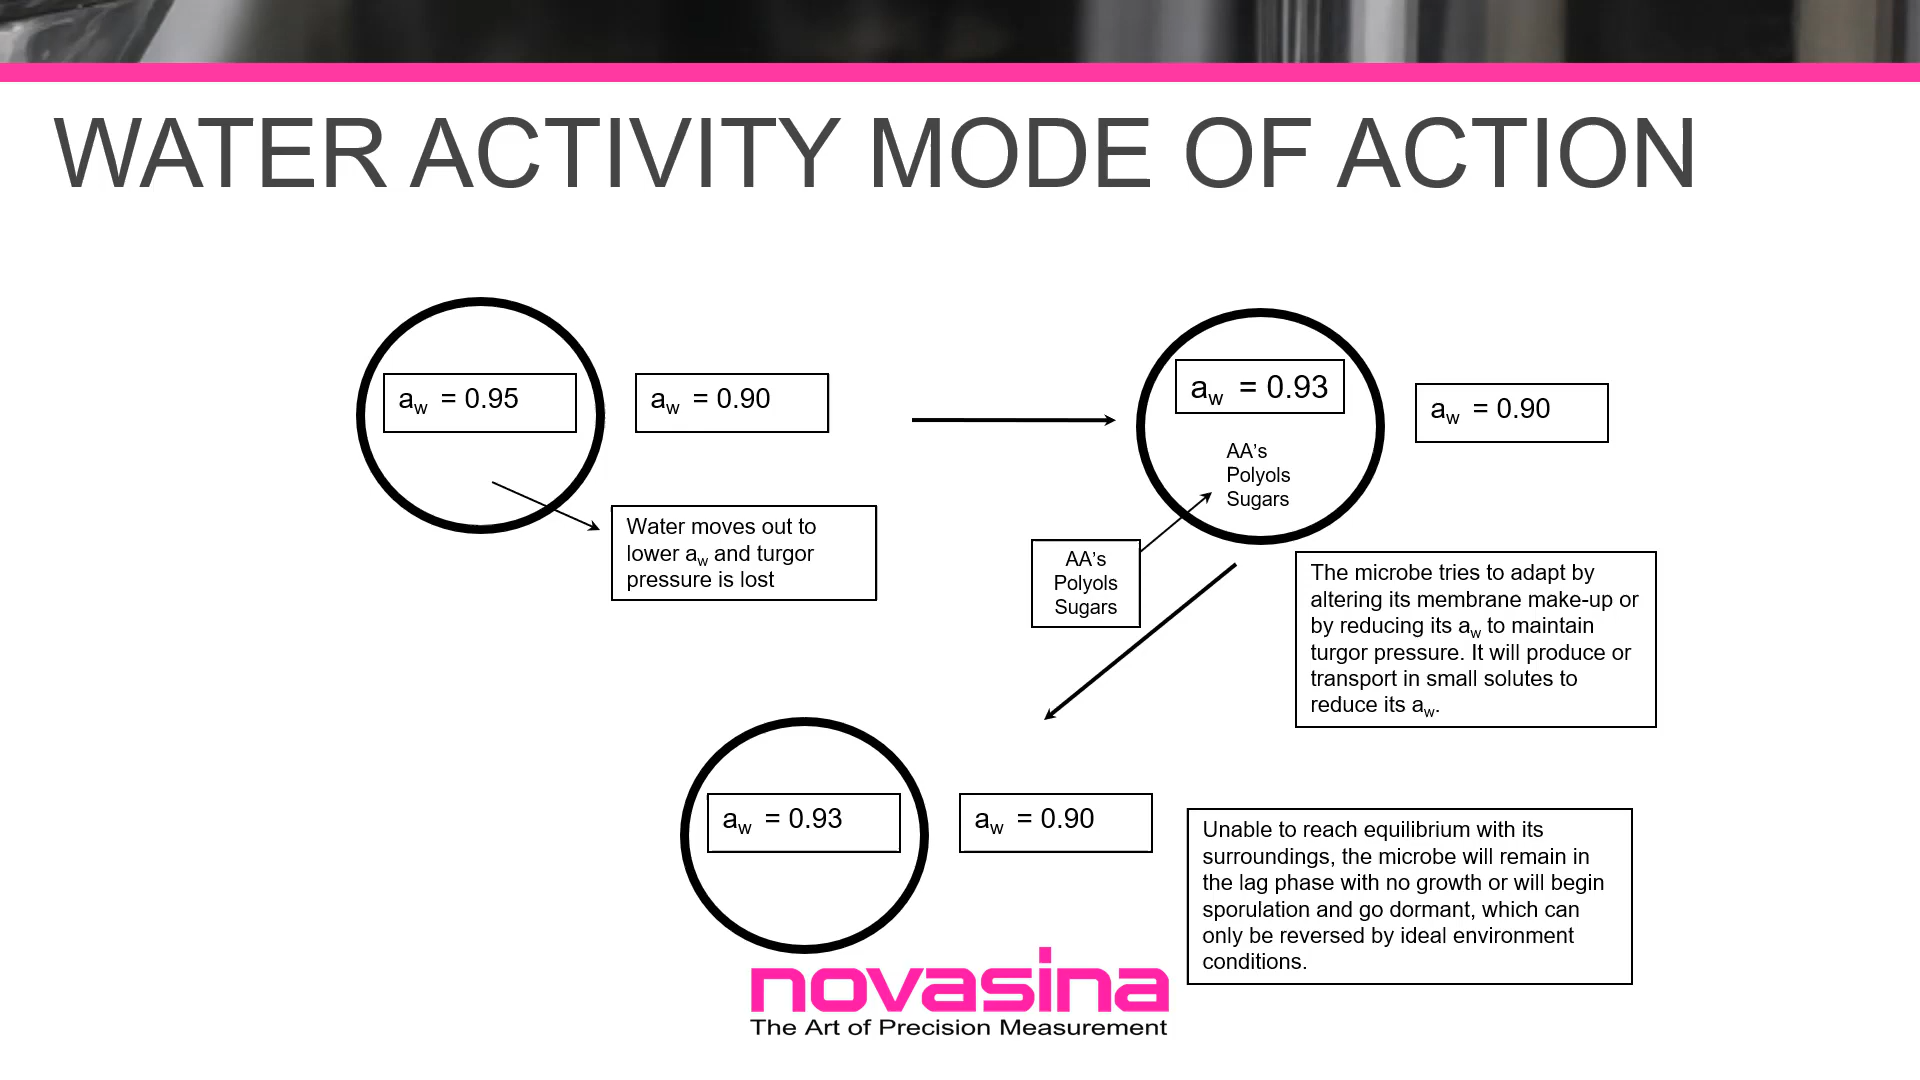 WATER ACTIVITY MODE OF ACTION
aw = 0.95
aw = 0.90
Water moves out to
lower aw and turgor
pressure is lost
aw = 0.93
AA’s
Polyols
Sugars
aw = 0.90
AA’s
Polyols
Sugars
The microbe tries to adapt by
altering its membrane make-up or
by reducing its aw to maintain
turgor pressure. It will produce or
transport in small solutes to
reduce its aw.
aw = 0.93
aw = 0.90
Unable to reach equilibrium with its
surroundings, the microbe will remain in
the lag phase with no growth or will begin
sporulation and go dormant, which can
only be reversed by ideal environment
conditions.
novasina
The Art of Precision Measurement